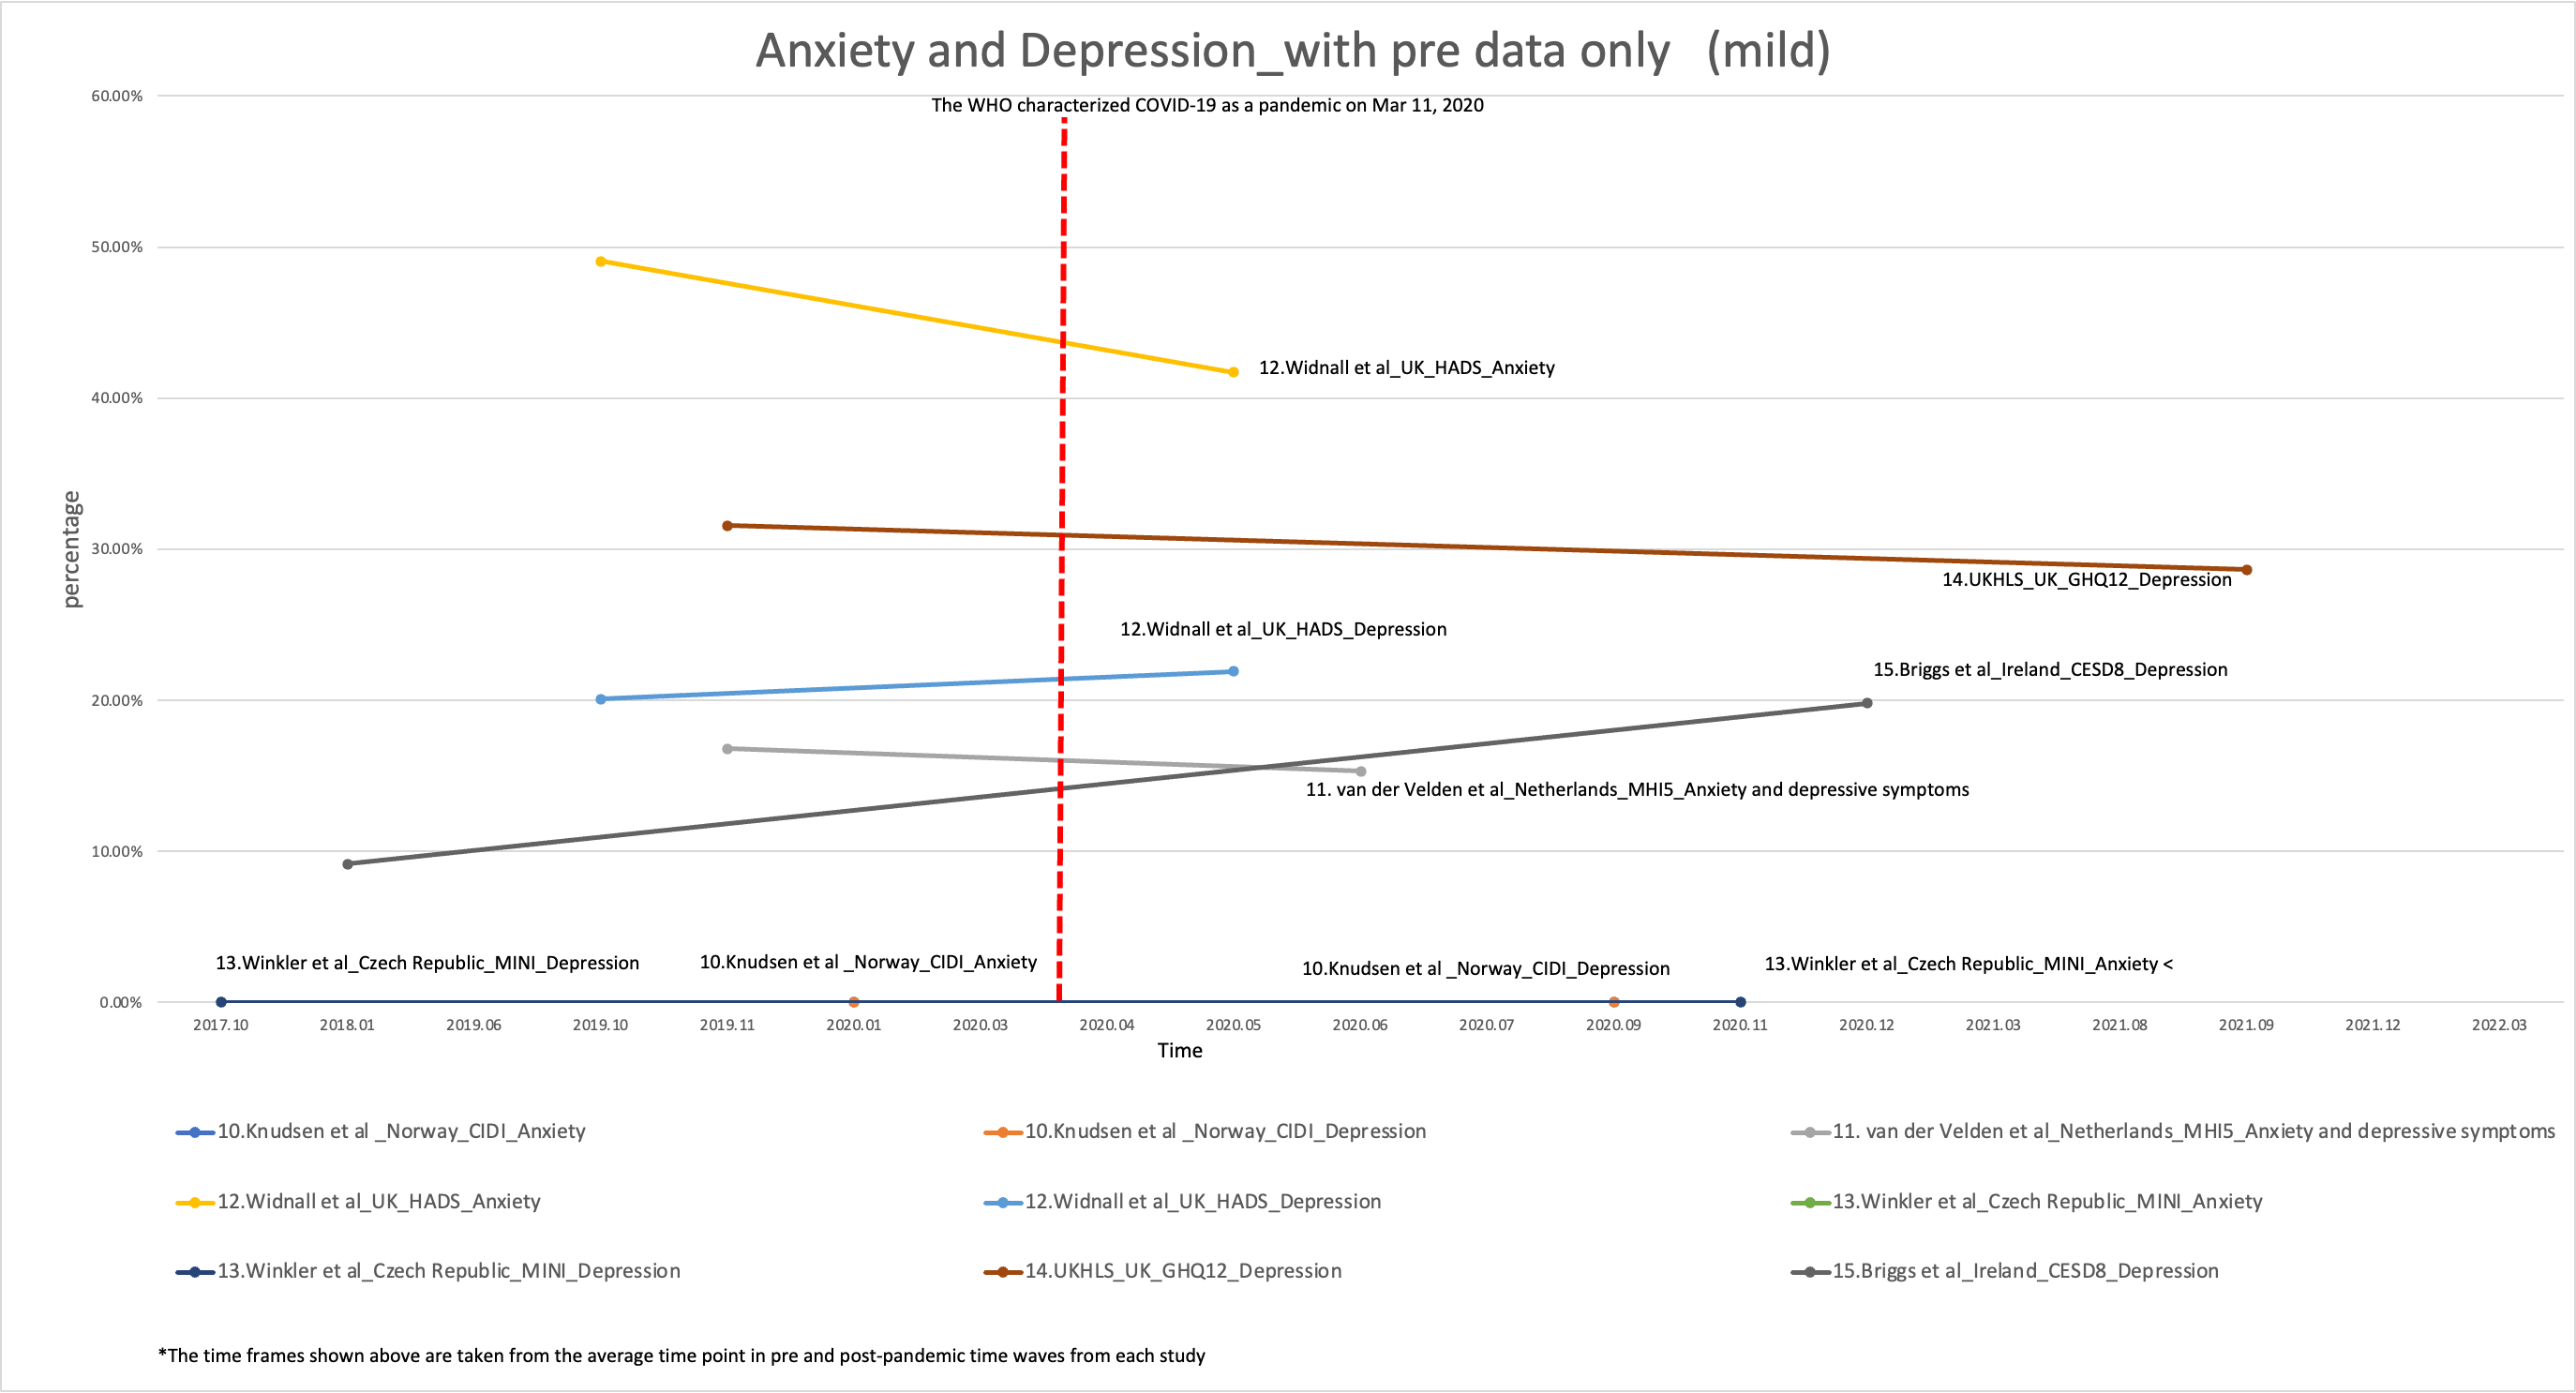 Anxiety and Depression_with pre data only (mild)
The WHO characterized COVID-19 as a pandemic on Mar 11, 2020
60.00%
50.00%
40.00%
30.00%
20.00%
10.00%
0.00%
percentage
12.Widnall et al_UK_HADS_Anxiety
14.UKHLS_UK_GHQ12_Depression
12.Widnall et al_UK_HADS_Depression
15.Briggs et al_Ireland_CESD8_Depression
11. van der Velden et al_Netherlands_MHI5_Anxiety and depressive symptoms
13.Winkler et al_Czech Republic_MINI_Depression
10.Knudsen et al _Norway_CIDI_Anxiety
10.Knudsen et al _Norway_CIDI_Depression
13.Winkler et al_Czech Republic_MINI_Anxiety <
2017.10 2018.01 2019.06 2019.10 2019.11 2020.01 2020.03 2020.04 2020.05 2020.06 2020.07 2020.09 2020.11 2020.12 2021.03 2021.08 2021.09 2021.12 2022.03
Time
10.Knudsen et al _Norway_CIDI_Anxiety
10.Knudsen et al _Norway_CIDI_Depression
11. van der Velden et al_Netherlands_MHI5_Anxiety and depressive symptoms
12.Widnall et al_UK_HADS_Anxiety
12.Widnall et al_UK_HADS_Depression
13.Winkler et al_Czech Republic_MINI_Anxiety
13.Winkler et al_Czech Republic_MINI_Depression
14.UKHLS_UK_GHQ12_Depression
15.Briggs et al_Ireland_CESD8_Depression
*The time frames shown above are taken from the average time point in pre and post-pandemic time waves from each study